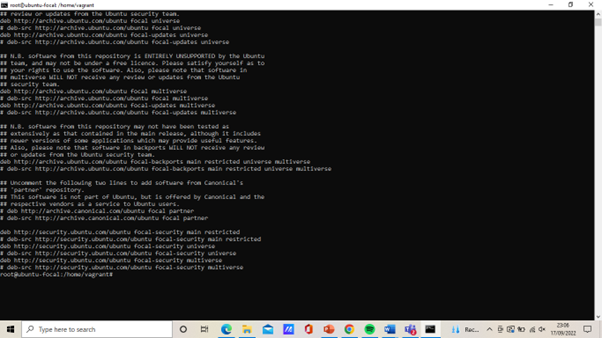 root@ubuntu-focal: /home/vagrant
## review or updates from the Ubuntu security team.
deb http://archive.ubuntu.com/ubuntu focal universe
# deb-src http://archive.ubuntu.com/ubuntu focal universe
deb http://archive.ubuntu.com/ubuntu focal-updates universe
# deb-src http://archive.ubuntu.com/ubuntu focal-updates universe
## N.B. software from this repository is ENTIRELY UNSUPPORTED by the Ubuntu
## team, and may not be under a free licence. Please satisfy yourself as to
## your rights to use the software. Also, please note that software in
## multiverse WILL NOT receive any review or updates from the Ubuntu
## security team.
deb http://archive.ubuntu.com/ubuntu focal multiverse
# deb-src http://archive.ubuntu.com/ubuntu focal multiverse
deb http://archive.ubuntu.com/ubuntu focal-updates multiverse
# deb-src http://archive.ubuntu.com/ubuntu focal-updates multiverse
## N.B. software from this repository may not have been tested as
## extensively as that contained in the main release, although it includes
## newer versions of some applications which may provide useful features.
## Also, please note that software in backports WILL NOT receive any review
## or updates from the Ubuntu security team.
deb http://archive.ubuntu.com/ubuntu focal-backports main restricted universe multiverse
# deb-src http://archive.ubuntu.com/ubuntu focal-backports main restricted universe multiverse
## Uncomment the following two lines to add software from Canonical's
## 'partner' repository.
## This software is not part of Ubuntu, but is offered by Canonical and the
## respective vendors as a service to Ubuntu users.
# deb http://archive.canonical.com/ubuntu focal partner
# deb-src http://archive.canonical.com/ubuntu focal partner
deb http://security.ubuntu.com/ubuntu focal-security main restricted
# deb-src http://security.ubuntu.com/ubuntu focal-security main restricted
deb http://security.ubuntu.com/ubuntu focal-security universe
# deb-src http://security.ubuntu.com/ubuntu focal-security universe
deb http://security.ubuntu.com/ubuntu focal-security multiverse
# deb-src http://security.ubuntu.com/ubuntu focal-security multiverse
root@ubuntu-focal:/home/vagrant#
Type here to search
Rec...
23:06
17/09/2022